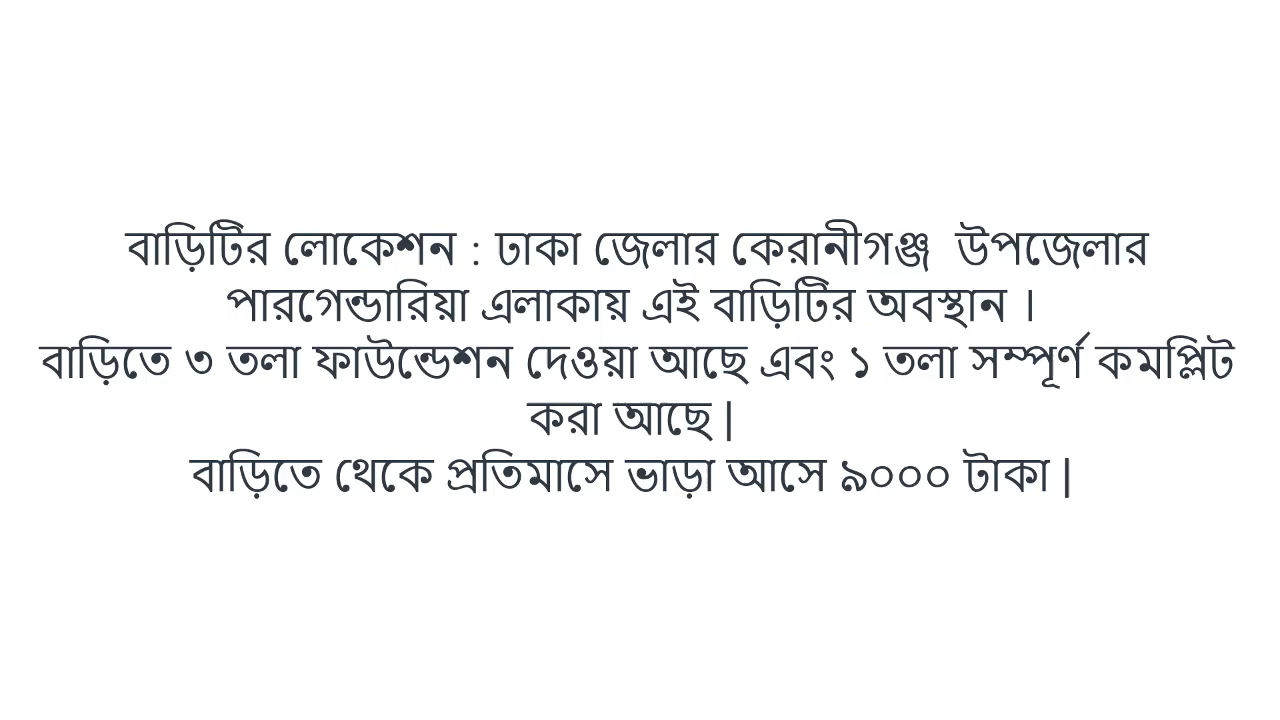 বাড়িটির লোকেশন : ঢাকা জেলার কেরানীগঞ্জ  উপজেলার
পারগেন্ডারিয়া এলাকায় এই বাড়িটির অবস্থান ।
বাড়িতে ৩ তলা ফাউন্ডেশন দেওয়া আছে এবং ১ তলা সম্পূর্ণ কমপ্লিট
করা আছে |
বাড়িতে থেকে প্রতিমাসে ভাড়া আসে ৯০০০ টাকা |